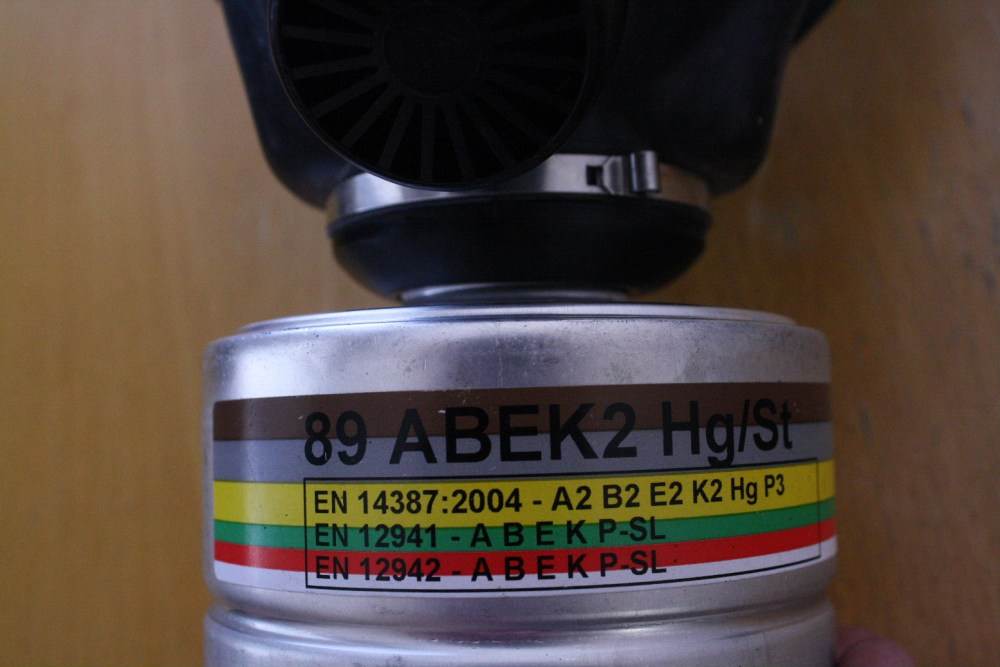 89 ABEK2 Hg/St
EN 14387:2004 - A2 B2 E2 K2 Hg P3
EN 12941 - A B E K P-SL
EN 12942 - A B E K P-SL